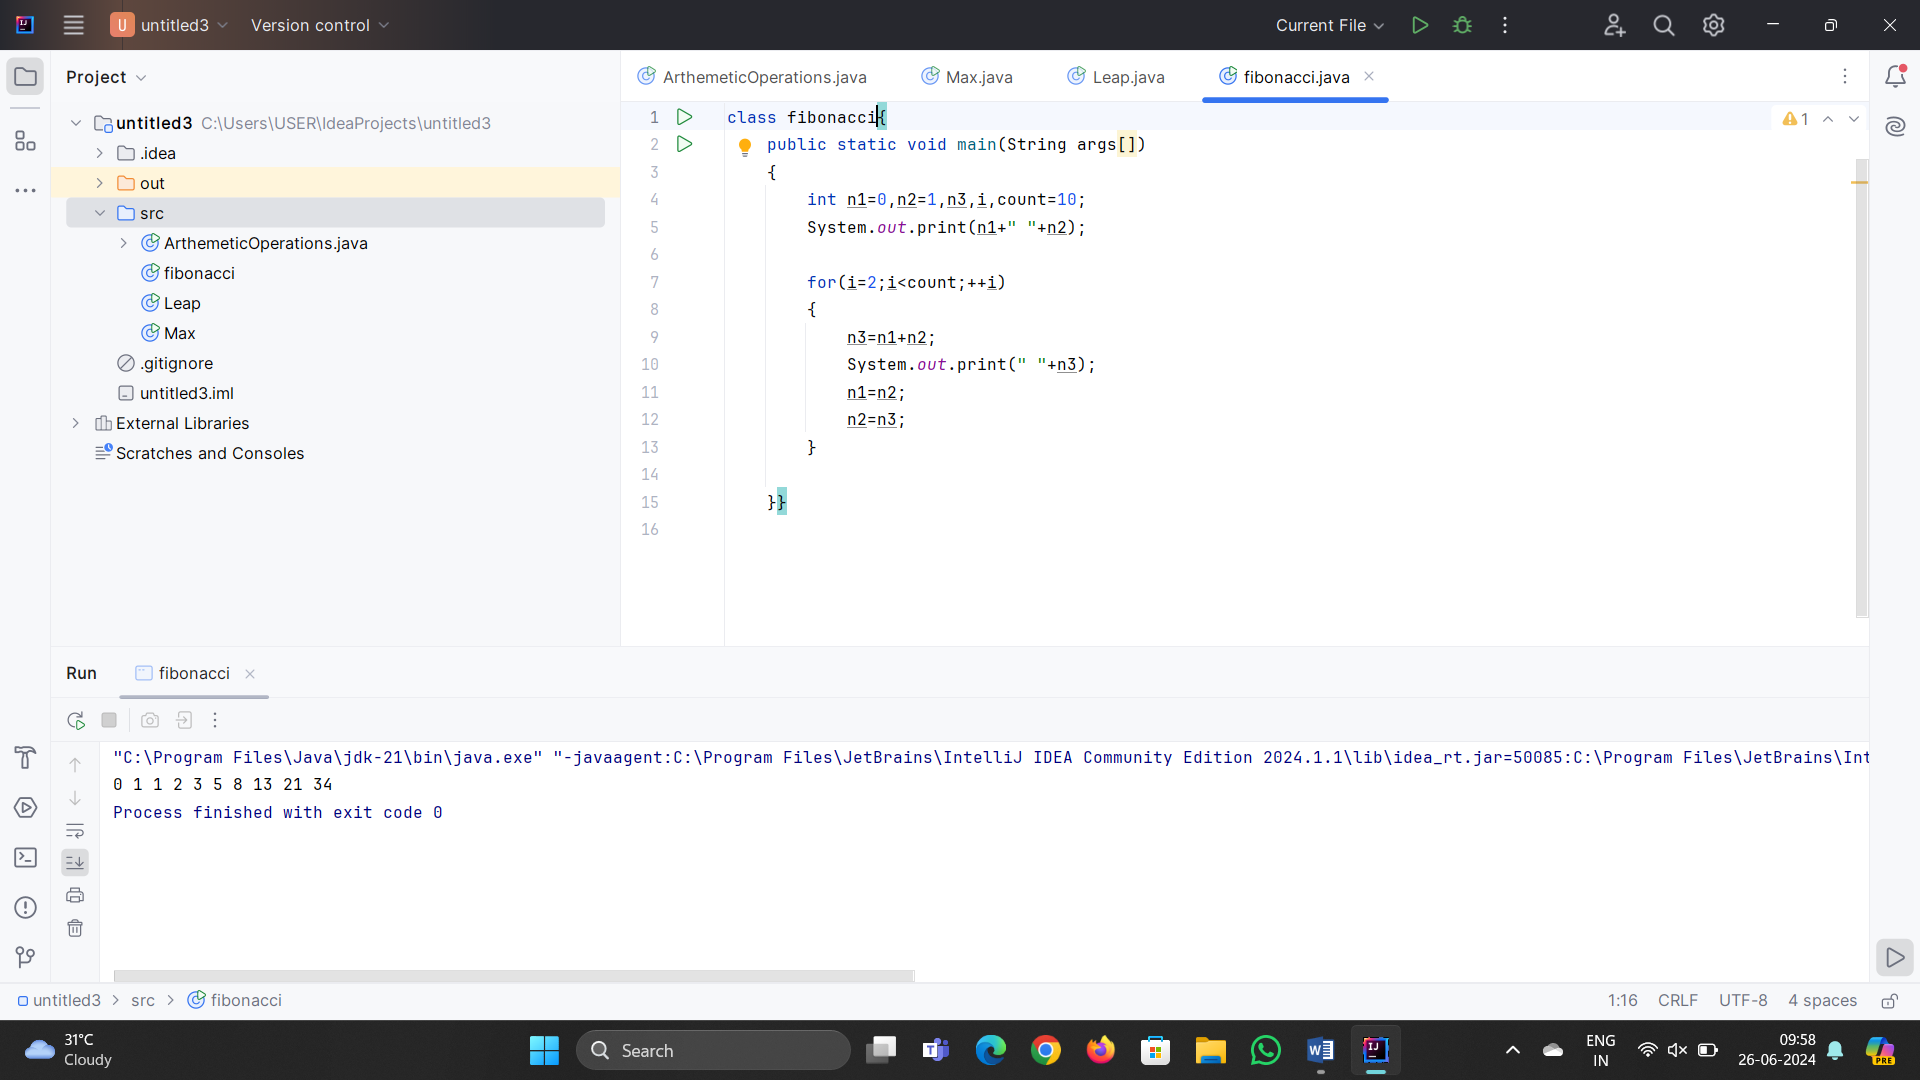 U untitled3 Version control Current File
Project
untitled3 C:\Users\USER\IdeaProjects\untitled3
.idea
out
src
ArthemeticOperations.java
fibonacci
Leap
Max
.gitignore
untitled3.iml
External Libraries
Scratches and Consoles
ArthemeticOperations.java Max.java Leap.java fibonacci.java
1 class fibonacci{
2 public static void main(String args[])
3 {
4 int n1=0,n2=1,n3,i,count=10;
5 System.out.print(n1+" "+n2);
6
7 for(i=2;i<count;++i)
8 {
9 n3=n1+n2;
10 System.out.print(" "+n3);
11 n1=n2;
12 n2=n3;
13 }
14
15 }}
16
1
Run fibonacci
"C:\Program Files\Java\jdk-21\bin\java.exe" "-javaagent:C:\Program Files\JetBrains\IntelliJ IDEA Community Edition 2024.1.1\lib\idea_rt.jar=50085:C:\Program Files\JetBrains\Int
0 1 1 2 3 5 8 13 21 34
Process finished with exit code 0
untitled3 > src > fibonacci 1:16 CRLF UTF-8 4 spaces
31°C
Cloudy
Search
ENG
IN
09:58
26-06-2024
PRE